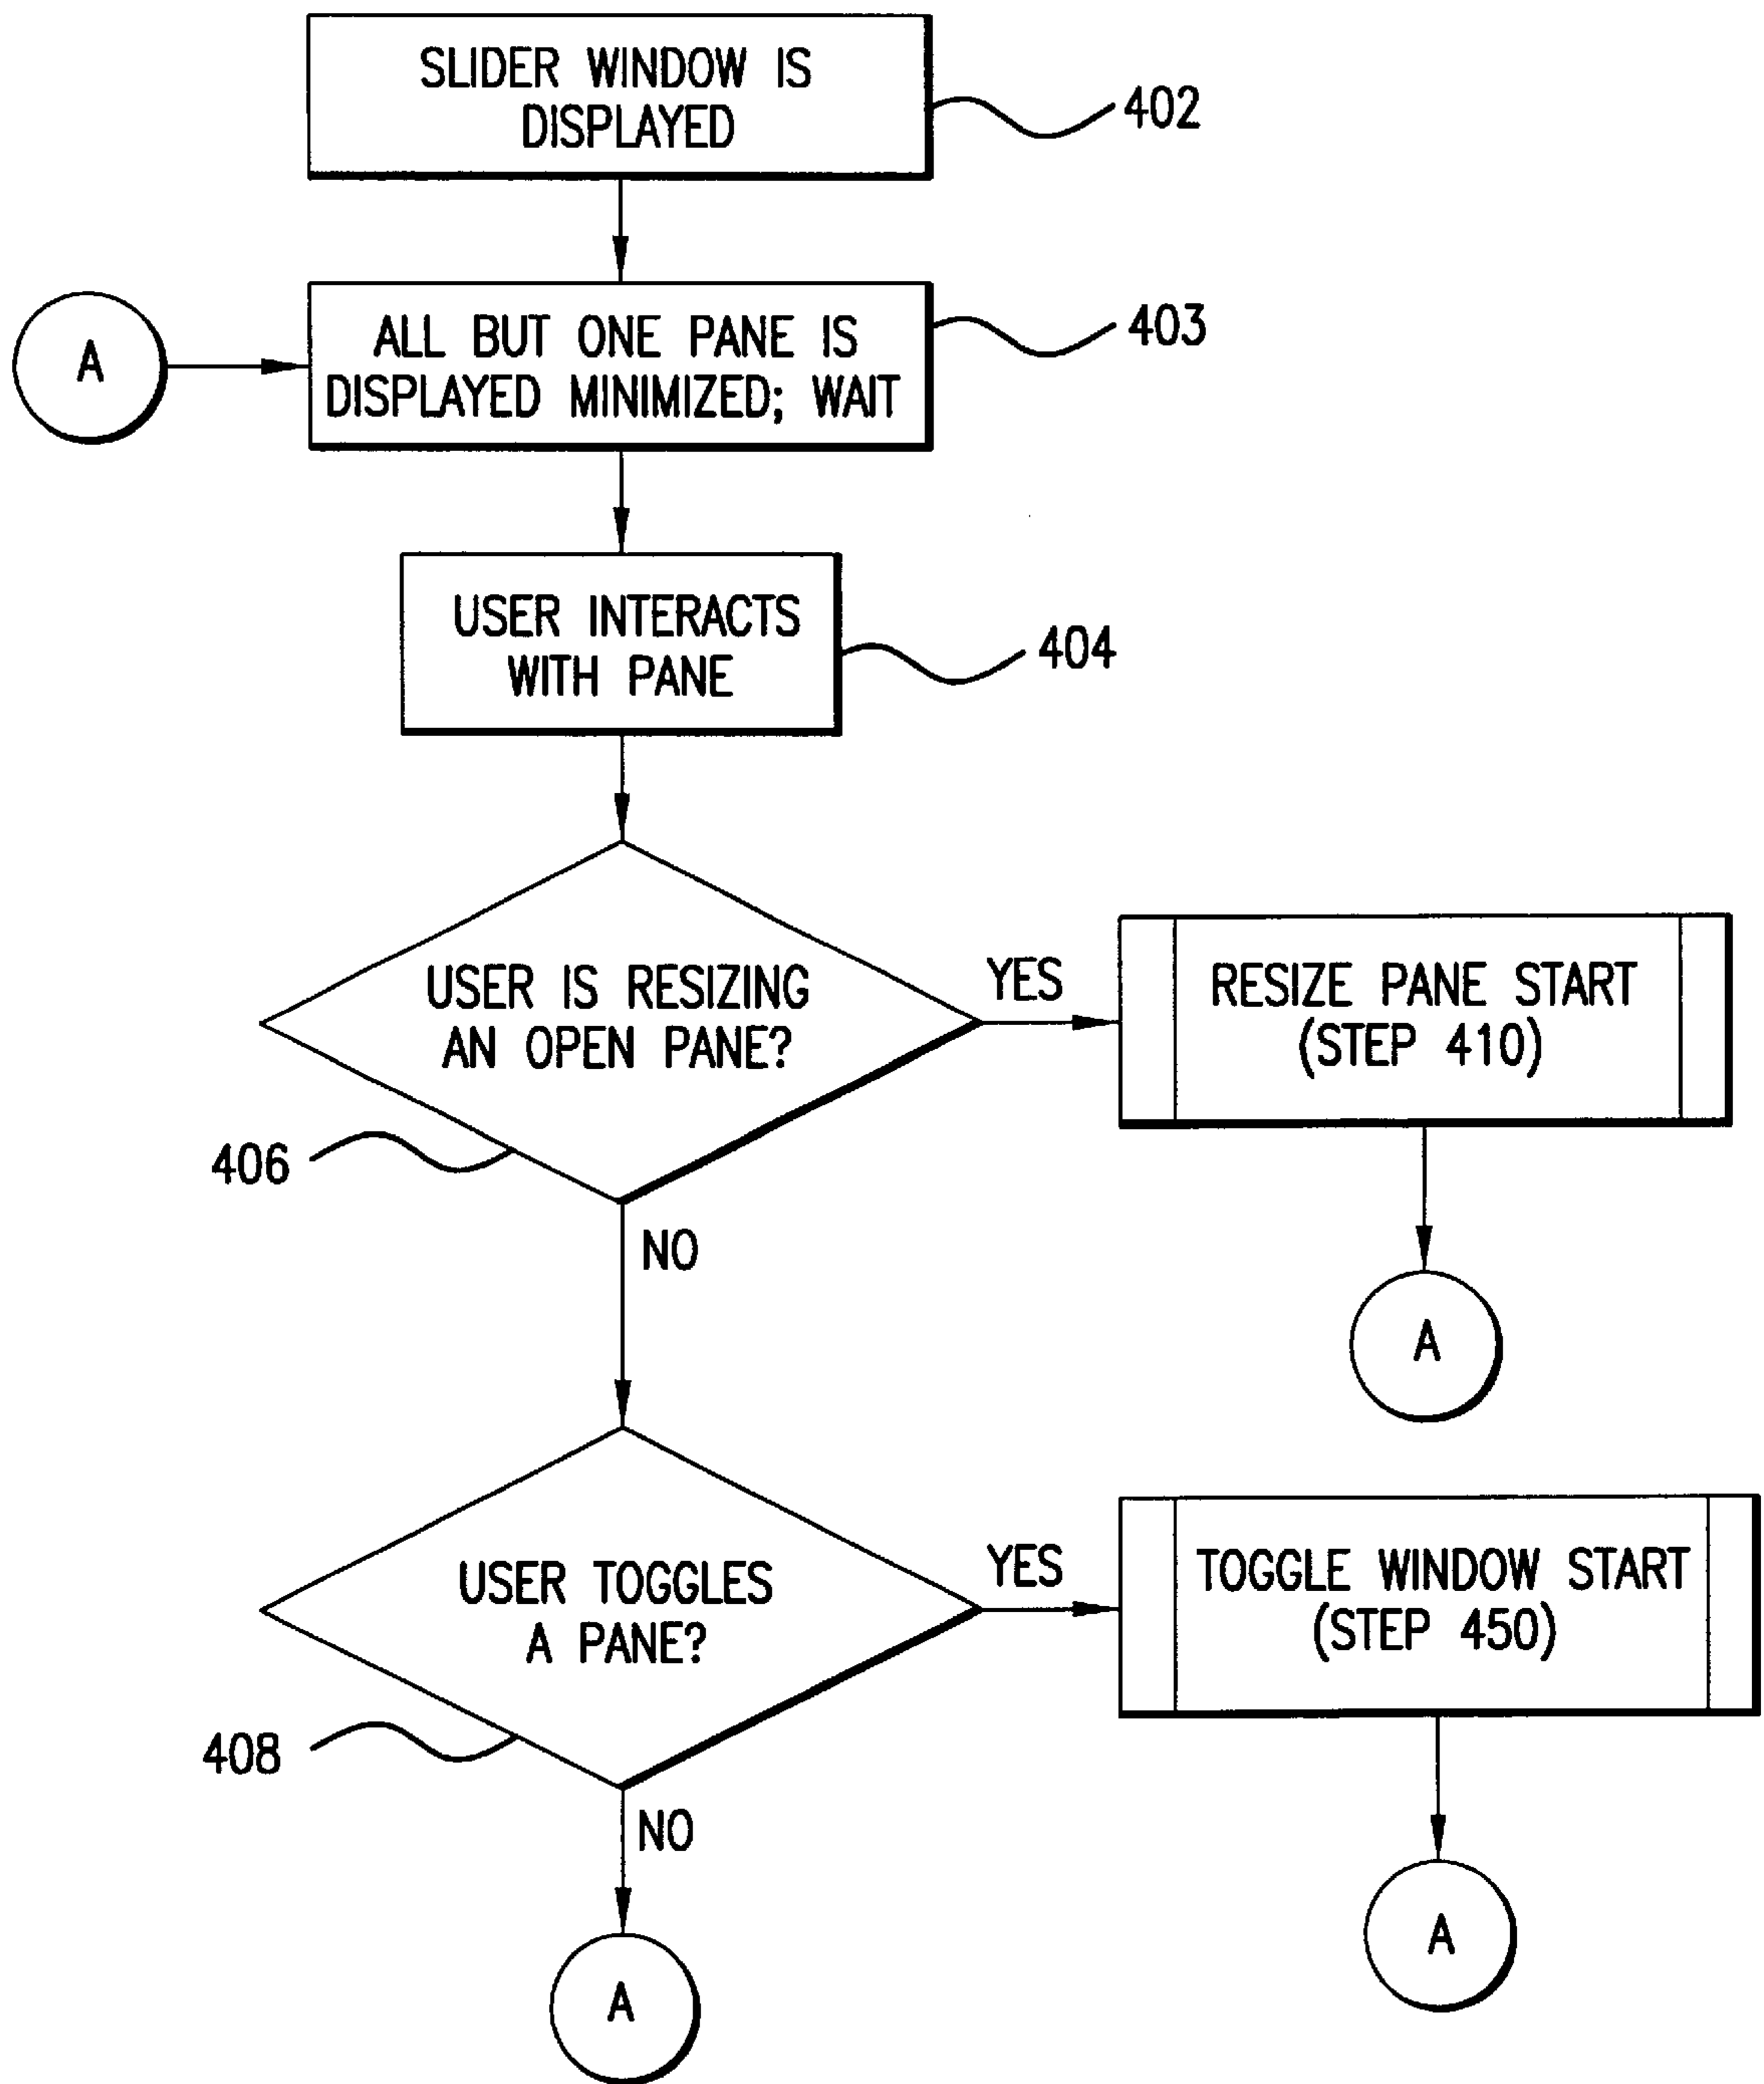 SLIDER WINDOW IS
DISPLAYED
402
A
ALL BUT ONE PANE IS
DISPLAYED MINIMIZED; WAIT
403
USER INTERACTS
WITH PANE
404
USER IS RESIZING
AN OPEN PANE?
406
YES
RESIZE PANE START
(STEP 410)
A
NO
USER TOGGLES
A PANE?
408
YES
TOGGLE WINDOW START
(STEP 450)
A
NO
A